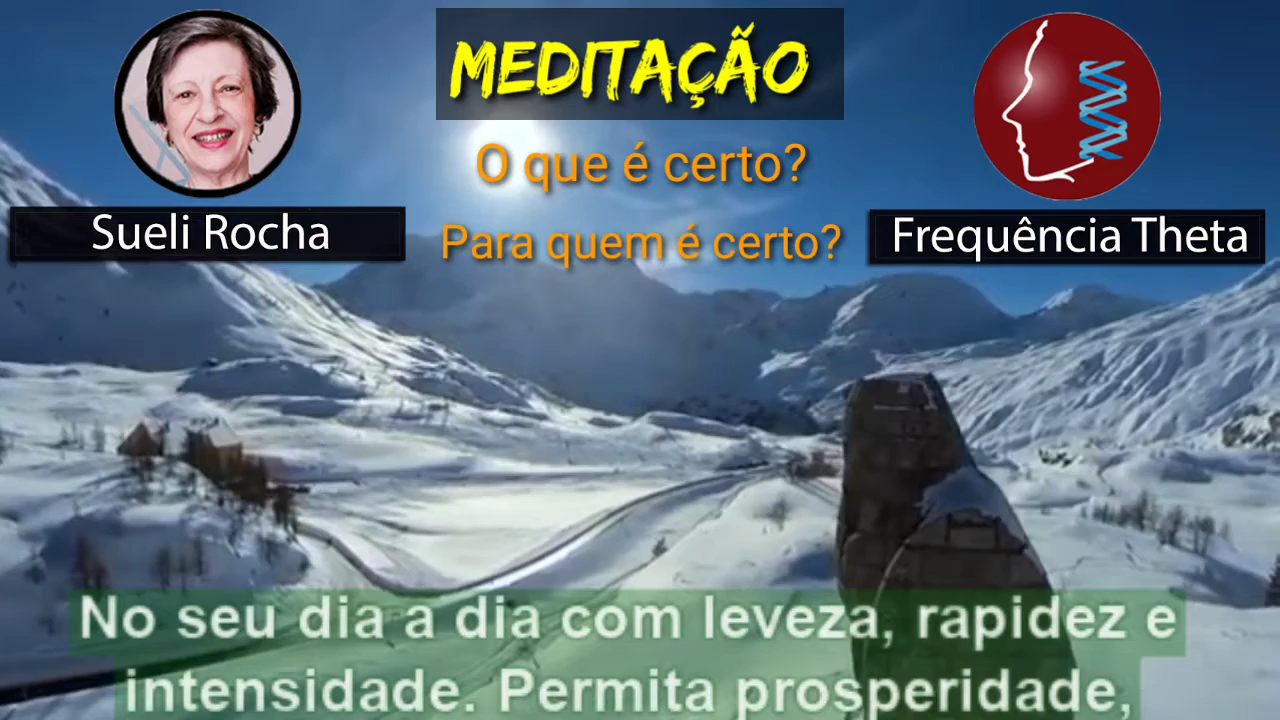 MEDITAÇÃO
O que é certo?
Para quem é certo?
Sueli Rocha
Frequência Theta
No seu dia a dia com leveza, rapidez e
intensidade. Permita prosperidade,